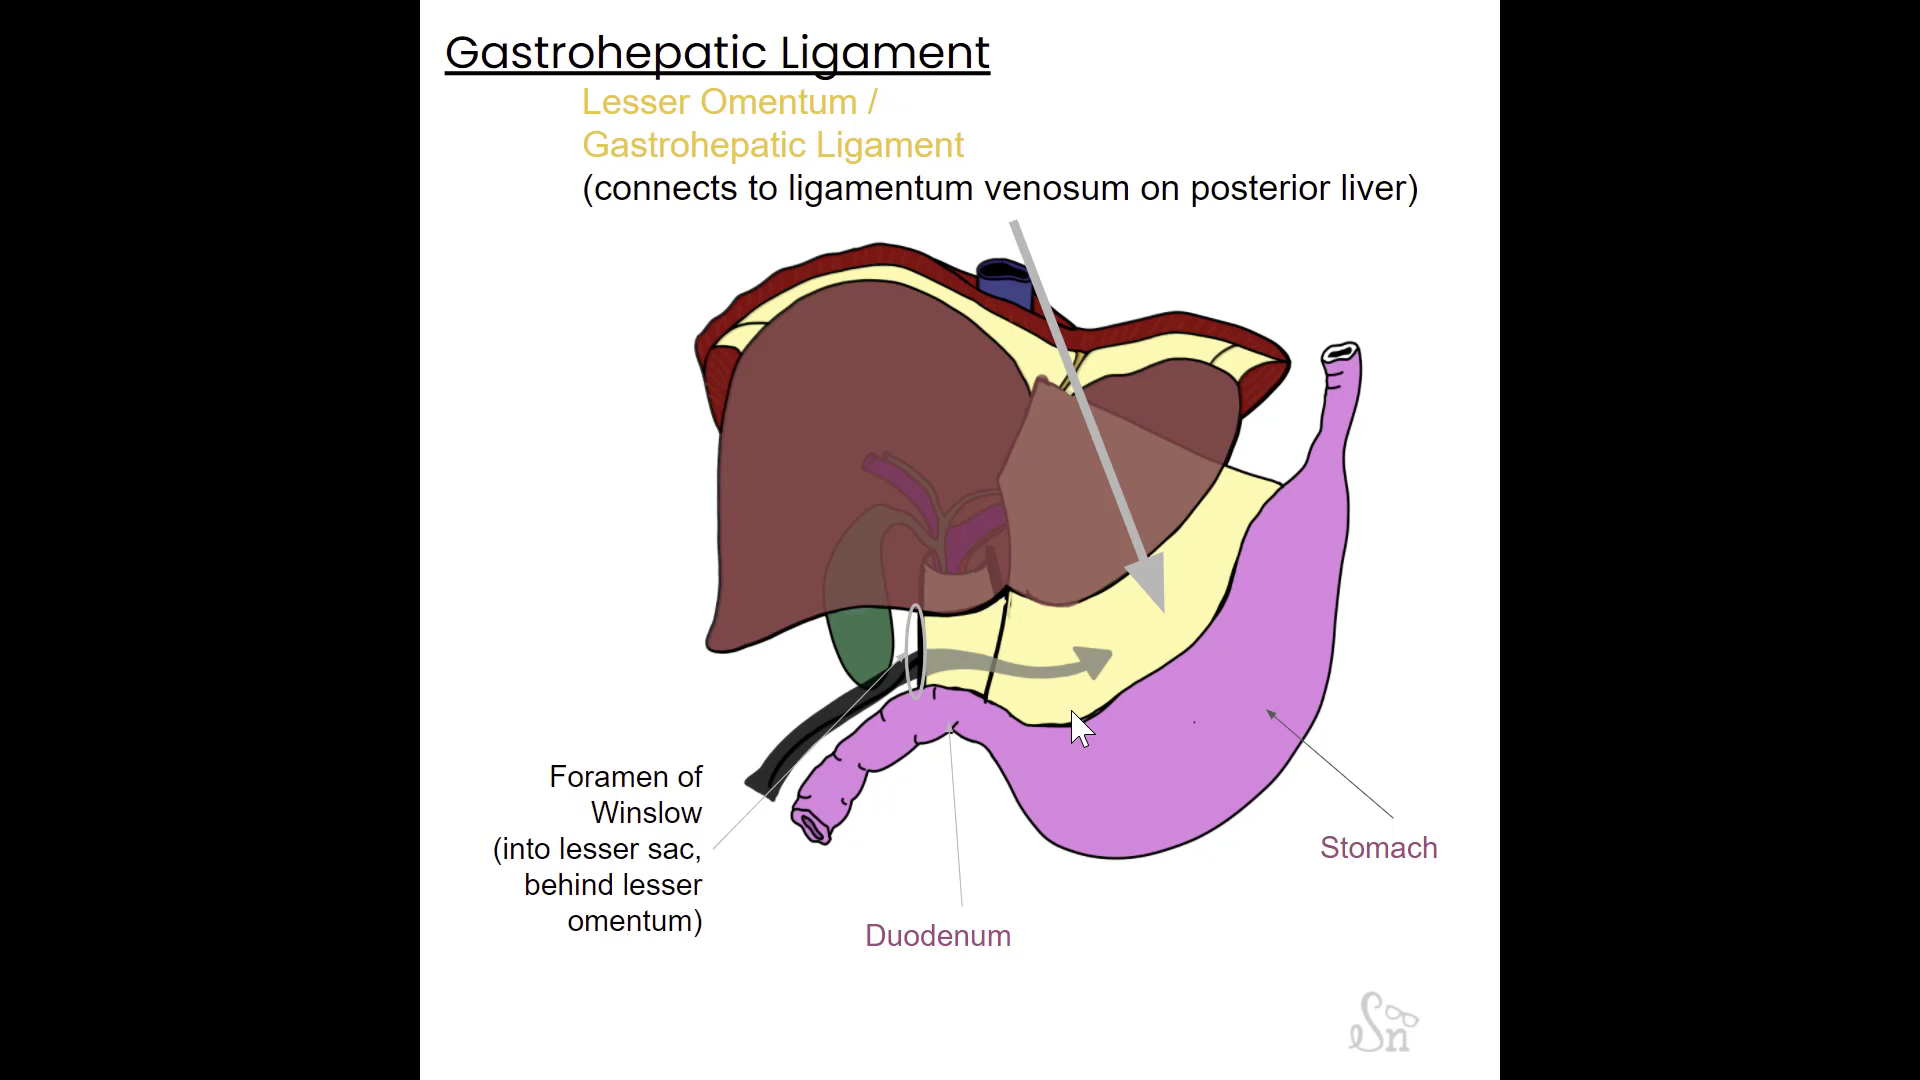 Gastrohepatic Ligament
Lesser Omentum /
Gastrohepatic Ligament
(connects to ligamentum venosum on posterior liver)
Foramen of
Winslow
(into lesser sac,
behind lesser
omentum)
Stomach
Duodenum
eSn